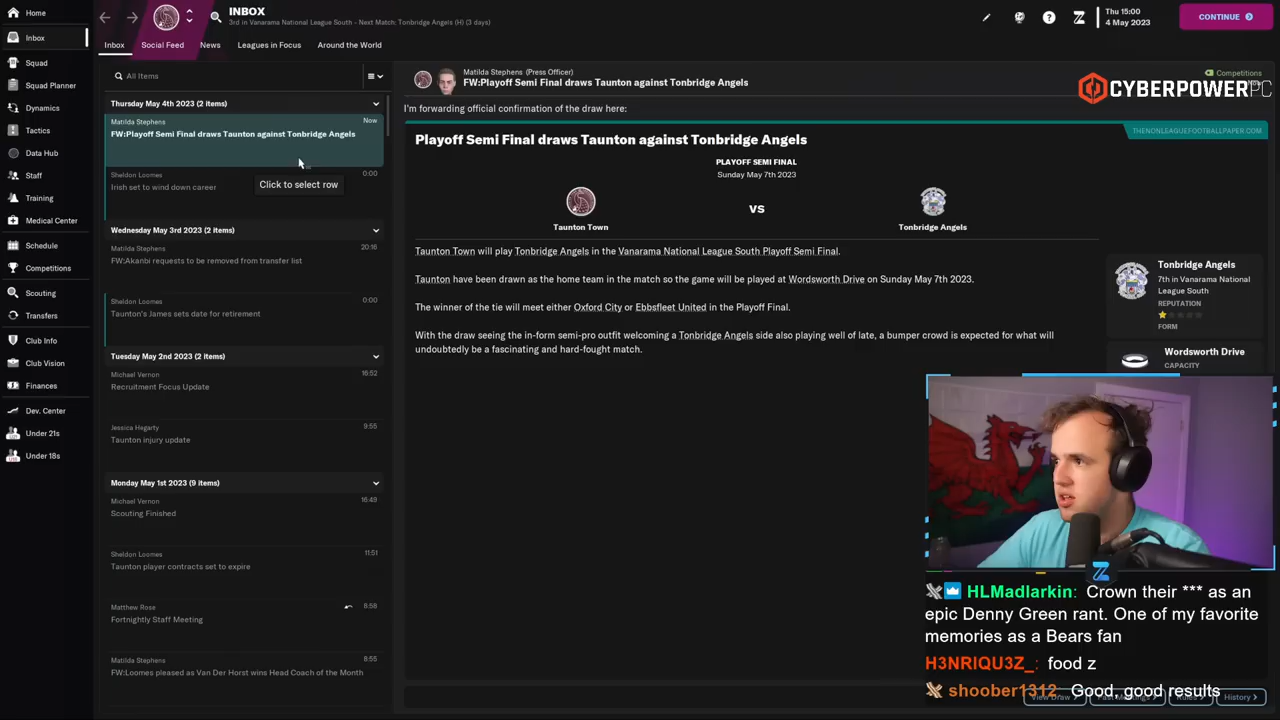 Home
Inbox
Squad
Squad Planner
Dynamics
Tactics
Data Hub
Staff
Training
Medical Center
Schedule
Competitions
Scouting
Transfers
Club Info
Club Vision
Finances
Dev. Center
Under 21s
Under 18s
INBOX
3rd in Vanarama National League South - Next Match: Tonbridge Angels (H) (3 days)
Thu 15:00
4 May 2023
CONTINUE
Inbox
Social Feed
News
Leagues in Focus
Around the World
All Items
Thursday May 4th 2023 (2 items)
Matilda Stephens
Now
FW:Playoff Semi Final draws Taunton against Tonbridge Angels
Sheldon Loomes
0:00
Irish set to wind down career
Click to select row
Wednesday May 3rd 2023 (2 items)
Matilda Stephens
20:16
FW:Akanbi requests to be removed from transfer list
Sheldon Loomes
0:00
Taunton's James sets date for retirement
Tuesday May 2nd 2023 (2 items)
Michael Vernon
16:52
Recruitment Focus Update
Jessica Hegarty
9:55
Taunton injury update
Monday May 1st 2023 (9 items)
Michael Vernon
16:49
Scouting Finished
Sheldon Loomes
11:51
Taunton player contracts set to expire
Matthew Rose
8:58
Fortnightly Staff Meeting
Matilda Stephens
8:55
FW:Loomes pleased as Van Der Horst wins Head Coach of the Month
Matilda Stephens (Press Officer)
FW:Playoff Semi Final draws Taunton against Tonbridge Angels
Competitions
CYBERPOWERPC
I'm forwarding official confirmation of the draw here:
THENONLEAGUEFOOTBALLPAPER.COM
Playoff Semi Final draws Taunton against Tonbridge Angels
PLAYOFF SEMI FINAL
Sunday May 7th 2023
VS
Taunton Town
Tonbridge Angels
Taunton Town will play Tonbridge Angels in the Vanarama National League South Playoff Semi Final.
Taunton have been drawn as the home team in the match so the game will be played at Wordsworth Drive on Sunday May 7th 2023.
The winner of the tie will meet either Oxford City or Ebbsfleet United in the Playoff Final.
With the draw seeing the in-form semi-pro outfit welcoming a Tonbridge Angels side also playing well of late, a bumper crowd is expected for what will
undoubtedly be a fascinating and hard-fought match.
Tonbridge Angels
7th in Vanarama National
League South
REPUTATION
FORM
Wordsworth Drive
CAPACITY
HLMadlarkin: Crown their *** as an
epic Denny Green rant. One of my favorite
memories as a Bears fan
H3NRIQU3Z_: food z
shoober1312: Good, good results
View Draw
Past Meetings
Rules
History